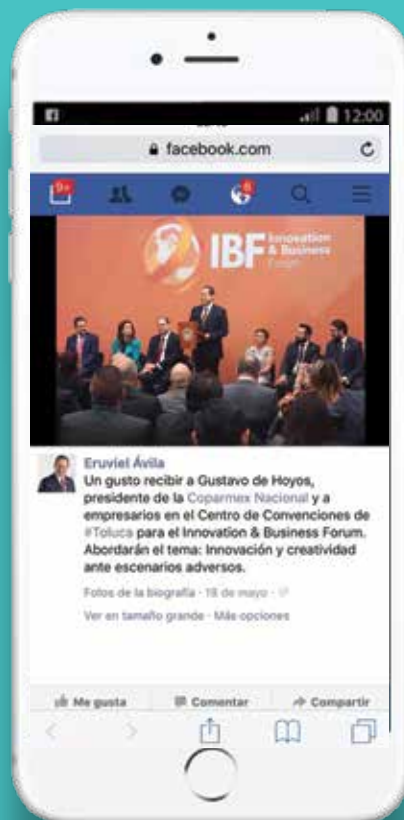 12:00
facebook.com
9+
6
IBF Innovation
& Business
Forum
Eruviel Ávila
Un gusto recibir a Gustavo de Hoyos,
presidente de la Coparmex Nacional y a
empresarios en el Centro de Convenciones de
#Toluca para el Innovation & Business Forum.
Abordarán el tema: Innovación y creatividad
ante escenarios adversos.
Fotos de la biografía · 18 de mayo ·
Ver en tamaño grande · Más opciones
Me gusta
Comentar
Compartir